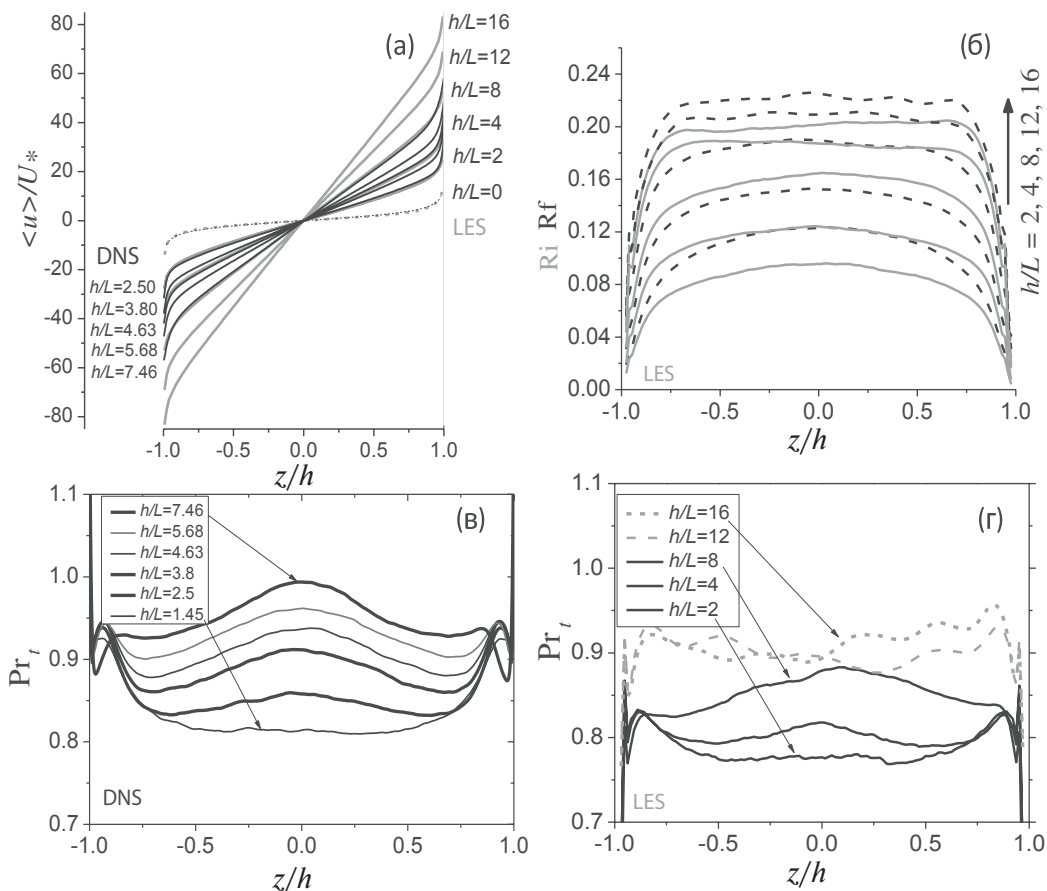 (а)
80
60
40
20
0
-20
-40
-60
-80
<u>/U*
h/L=16
h/L=12
h/L=8
h/L=4
h/L=2
h/L=0
LES
DNS
h/L=2.50
h/L=3.80
h/L=4.63
h/L=5.68
h/L=7.46
-1.0 -0.5 0.0 0.5 1.0
z/h
(б)
0.24
0.20
0.16
0.12
0.08
0.04
0.00
Ri Rf
h/L = 2, 4, 8, 12, 16
LES
-1.0 -0.5 0.0 0.5 1.0
z/h
(в)
1.1
1.0
0.9
0.8
0.7
Prt
h/L=7.46
h/L=5.68
h/L=4.63
h/L=3.8
h/L=2.5
h/L=1.45
DNS
-1.0 -0.5 0.0 0.5 1.0
z/h
(г)
1.1
1.0
0.9
0.8
0.7
Prt
h/L=16
h/L=12
h/L=8
h/L=4
h/L=2
LES
-1.0 -0.5 0.0 0.5 1.0
z/h